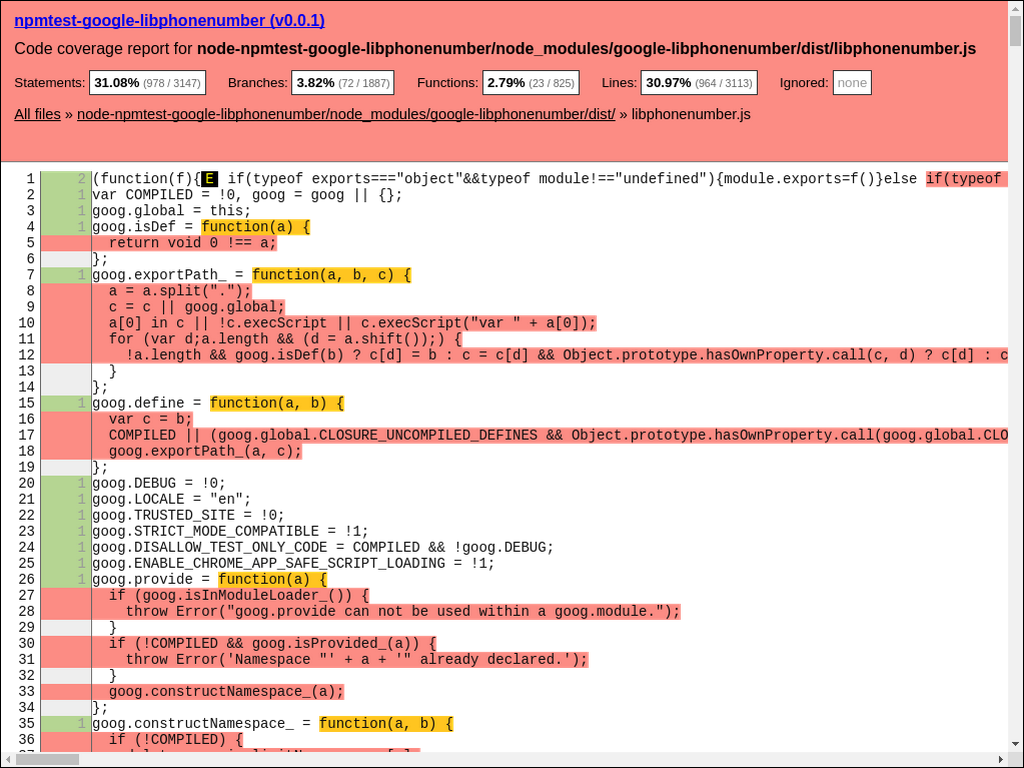 npmtest-google-libphonenumber (v0.0.1)
Code coverage report for node-npmtest-google-libphonenumber/node_modules/google-libphonenumber/dist/libphonenumber.js
Statements: 31.08% (978 / 3147) Branches: 3.82% (72 / 1887) Functions: 2.79% (23 / 825) Lines: 30.97% (964 / 3113) Ignored: none
All files » node-npmtest-google-libphonenumber/node_modules/google-libphonenumber/dist/ » libphonenumber.js
1 2 (function(f){ E if(typeof exports==="object"&&typeof module!=="undefined"){module.exports=f()}else if(typeof
2 1 var COMPILED = !0, goog = goog || {};
3 1 goog.global = this;
4 1 goog.isDef = function(a) {
5 return void 0 !== a;
6 };
7 1 goog.exportPath_ = function(a, b, c) {
8 a = a.split(".");
9 c = c || goog.global;
10 a[0] in c || !c.execScript || c.execScript("var " + a[0]);
11 for (var d;a.length && (d = a.shift());) {
12 !a.length && goog.isDef(b) ? c[d] = b : c = c[d] && Object.prototype.hasOwnProperty.call(c, d) ? c[d] : c
13 }
14 };
15 1 goog.define = function(a, b) {
16 var c = b;
17 COMPILED || (goog.global.CLOSURE_UNCOMPILED_DEFINES && Object.prototype.hasOwnProperty.call(goog.global.CLO
18 goog.exportPath_(a, c);
19 };
20 1 goog.DEBUG = !0;
21 1 goog.LOCALE = "en";
22 1 goog.TRUSTED_SITE = !0;
23 1 goog.STRICT_MODE_COMPATIBLE = !1;
24 1 goog.DISALLOW_TEST_ONLY_CODE = COMPILED && !goog.DEBUG;
25 1 goog.ENABLE_CHROME_APP_SAFE_SCRIPT_LOADING = !1;
26 1 goog.provide = function(a) {
27 if (goog.isInModuleLoader_()) {
28 throw Error("goog.provide can not be used within a goog.module.");
29 }
30 if (!COMPILED && goog.isProvided_(a)) {
31 throw Error('Namespace "' + a + '" already declared.');
32 }
33 goog.constructNamespace_(a);
34 };
35 1 goog.constructNamespace_ = function(a, b) {
36 if (!COMPILED) {